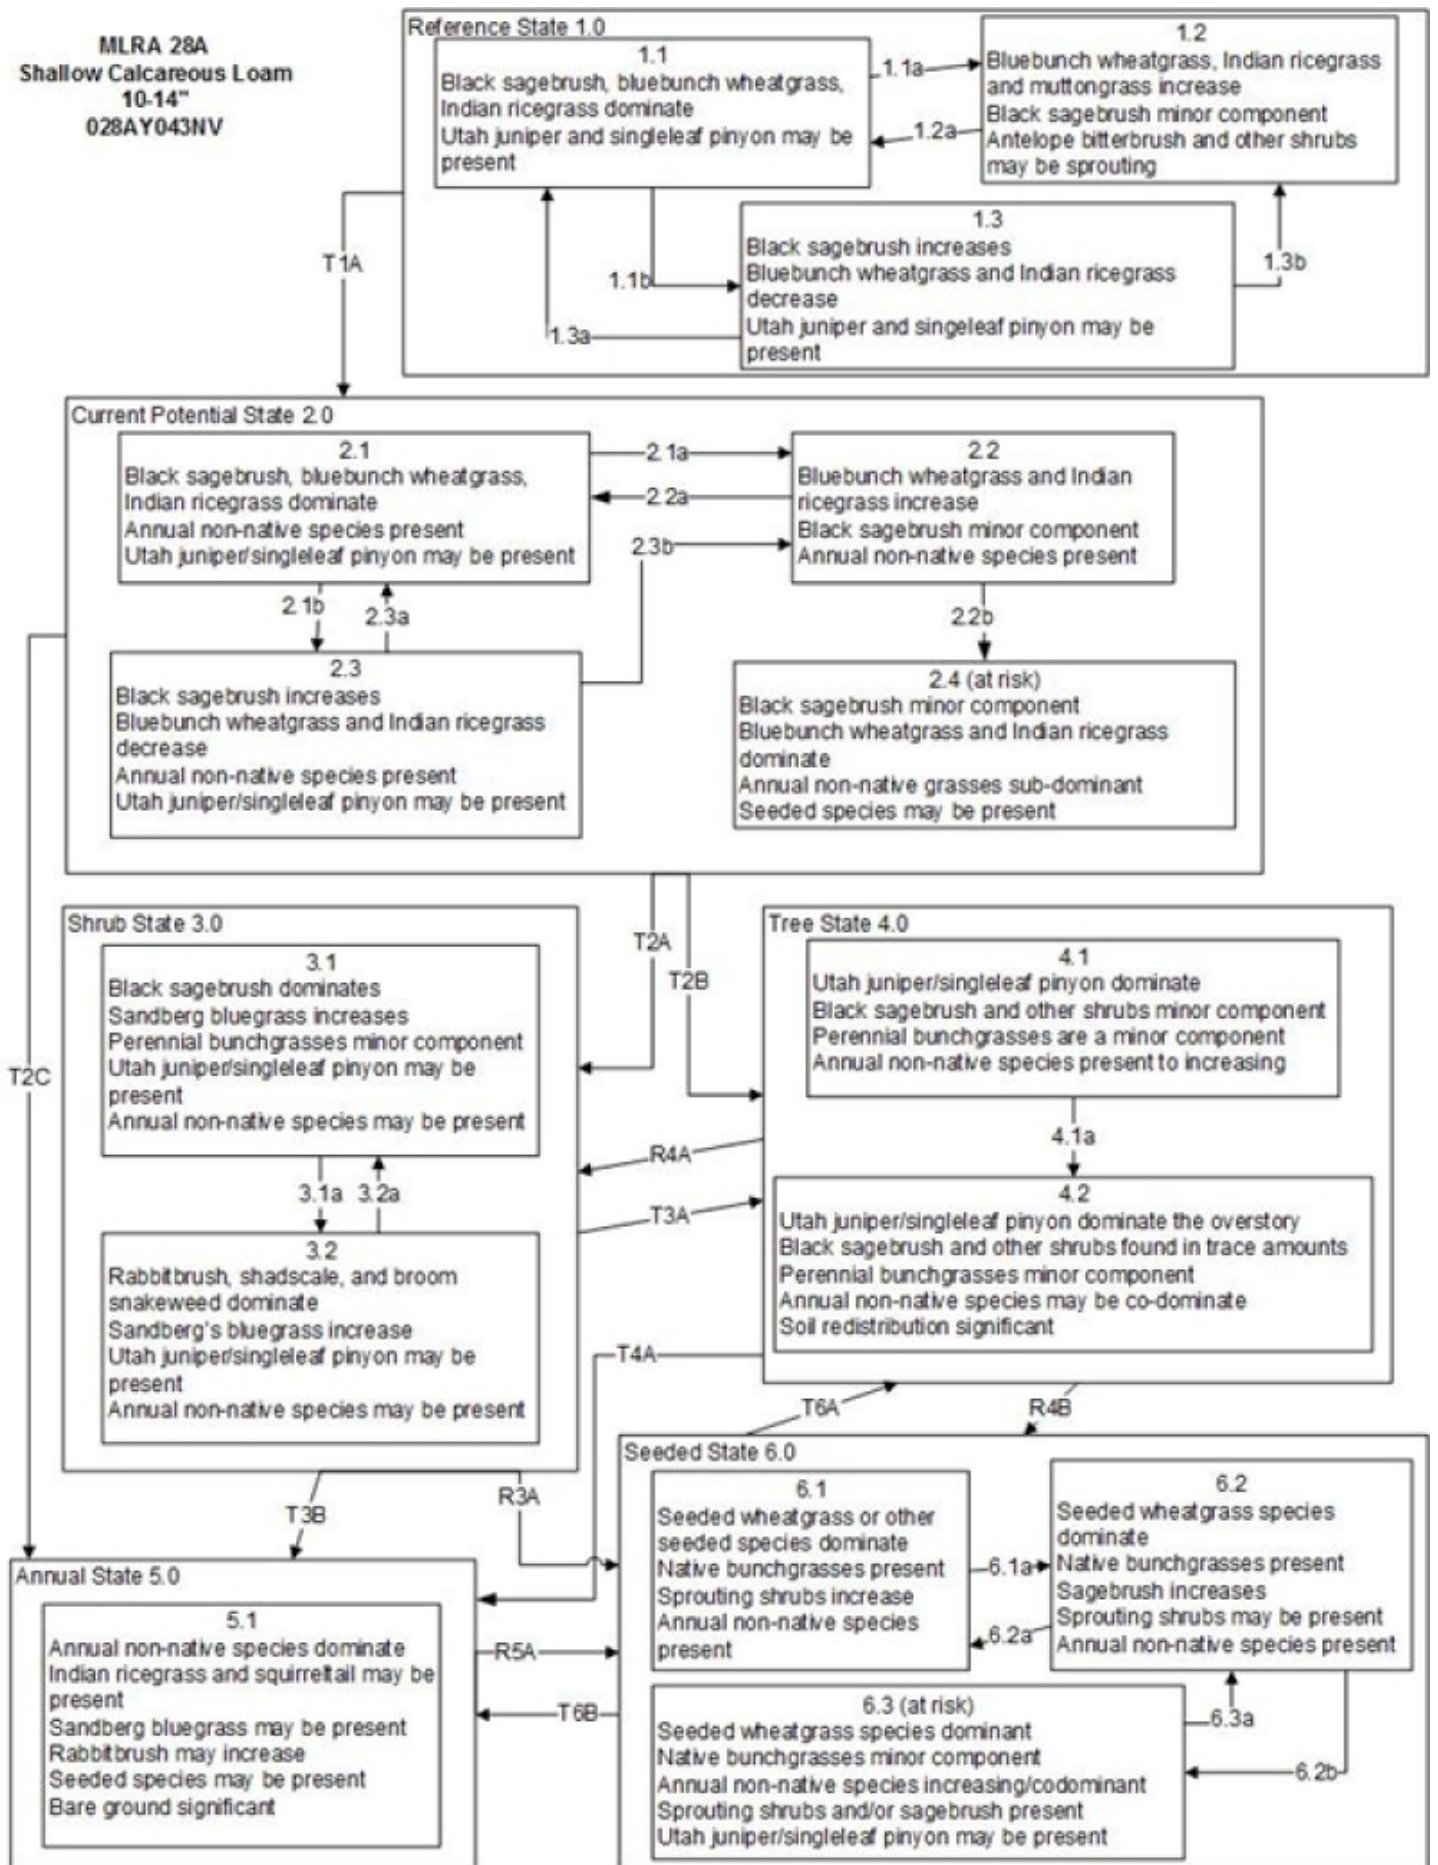 MLRA 28A
Shallow Calcareous Loam
10-14"
028AY043NV
Reference State 1.0
1.1
Black sagebrush, bluebunch wheatgrass,
Indian ricegrass dominate
Utah juniper and singleleaf pinyon may be
present
1.1a
1.2a
1.2
Bluebunch wheatgrass, Indian ricegrass
and muttongrass increase
Black sagebrush minor component
Antelope bitterbrush and other shrubs
may be sprouting
1.3
Black sagebrush increases
Bluebunch wheatgrass and Indian ricegrass
decrease
Utah juniper and singeleaf pinyon may be
present
1.1b
1.3a
1.3b
T1A
Current Potential State 2.0
2.1
Black sagebrush, bluebunch wheatgrass,
Indian ricegrass dominate
Annual non-native species present
Utah juniper/singleleaf pinyon may be present
2.1a
2.2a
2.3b
2.2
Bluebunch wheatgrass and Indian
ricegrass increase
Black sagebrush minor component
Annual non-native species present
2.1b
2.3a
2.2b
2.3
Black sagebrush increases
Bluebunch wheatgrass and Indian ricegrass
decrease
Annual non-native species present
Utah juniper/singleleaf pinyon may be present
2.4 (at risk)
Black sagebrush minor component
Bluebunch wheatgrass and Indian ricegrass
dominate
Annual non-native grasses sub-dominant
Seeded species may be present
T2A
T2B
T2C
Shrub State 3.0
3.1
Black sagebrush dominates
Sandberg bluegrass increases
Perennial bunchgrasses minor component
Utah juniper/singleleaf pinyon may be
present
Annual non-native species may be present
3.1a
3.2a
3.2
Rabbitbrush, shadscale, and broom
snakeweed dominate
Sandberg's bluegrass increase
Utah juniper/singleleaf pinyon may be
present
Annual non-native species may be present
Tree State 4.0
4.1
Utah juniper/singleleaf pinyon dominate
Black sagebrush and other shrubs minor component
Perennial bunchgrasses are a minor component
Annual non-native species present to increasing
4.1a
4.2
Utah juniper/singleleaf pinyon dominate the overstory
Black sagebrush and other shrubs found in trace amounts
Perennial bunchgrasses minor component
Annual non-native species may be co-dominate
Soil redistribution significant
R4A
T3A
T4A
T6A
R4B
T3B
R3A
Annual State 5.0
5.1
Annual non-native species dominate
Indian ricegrass and squirreltail may be
present
Sandberg bluegrass may be present
Rabbitbrush may increase
Seeded species may be present
Bare ground significant
R5A
T6B
Seeded State 6.0
6.1
Seeded wheatgrass or other
seeded species dominate
Native bunchgrasses present
Sprouting shrubs increase
Annual non-native species
present
6.1a
6.2a
6.2
Seeded wheatgrass species
dominate
Native bunchgrasses present
Sagebrush increases
Sprouting shrubs may be present
Annual non-native species present
6.3 (at risk)
Seeded wheatgrass species dominant
Native bunchgrasses minor component
Annual non-native species increasing/codominant
Sprouting shrubs and/or sagebrush present
Utah juniper/singleleaf pinyon may be present
6.3a
6.2b